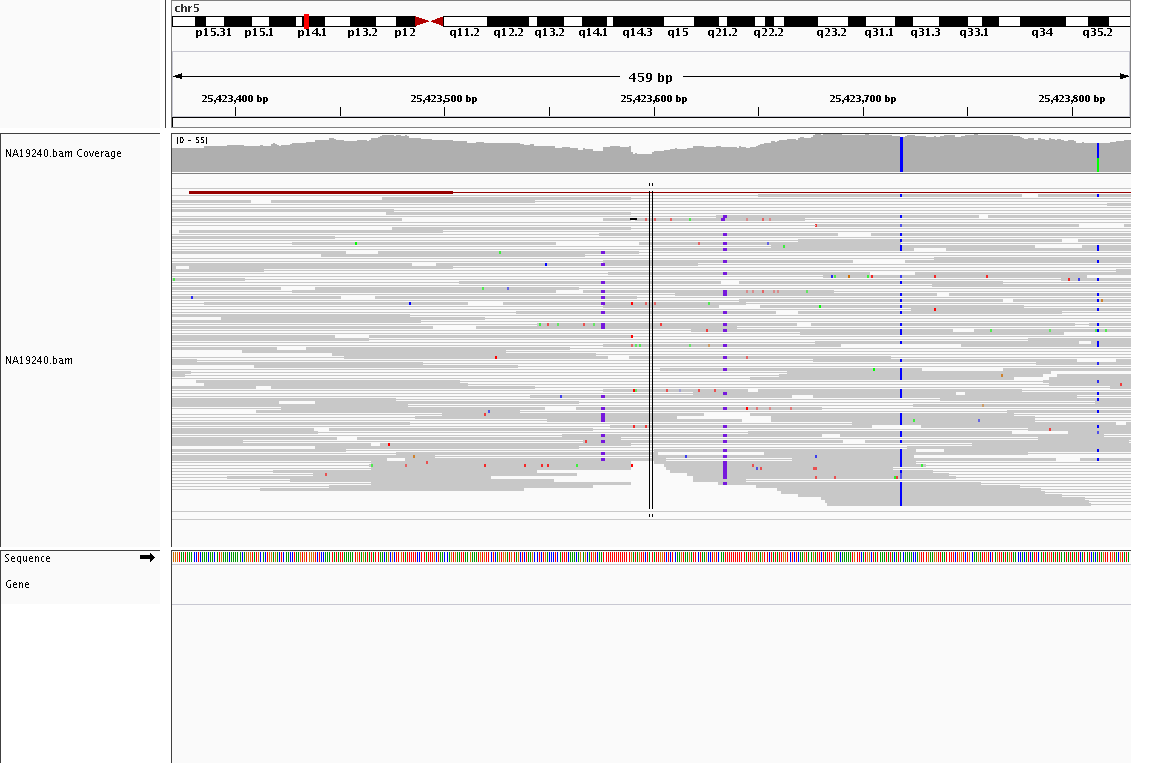 chr5
p15.31 p15.1 p14.1 p13.2 p12 q11.2 q12.2 q13.2 q14.1 q14.3 q15 q21.2 q22.2 q23.2 q31.1 q31.3 q33.1 q34 q35.2
459 bp
25,423,400 bp 25,423,500 bp 25,423,600 bp 25,423,700 bp 25,423,800 bp
NA19240.bam Coverage
[0 - 55]
NA19240.bam
Sequence
Gene